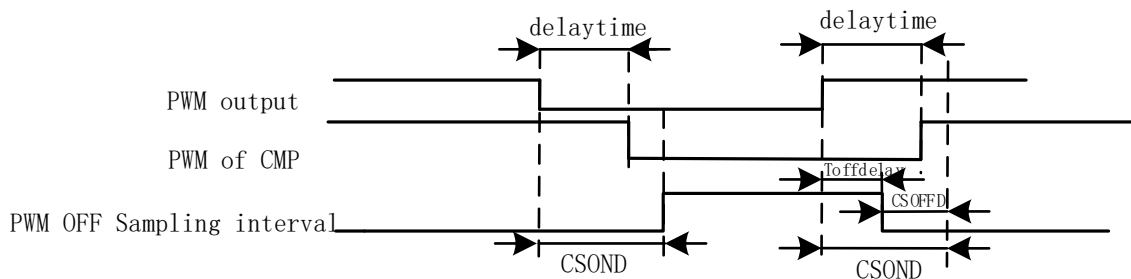 delaytime
delaytime
PWM output
PWM of CMP
Toffdelay
CSOFFD
PWM OFF Sampling interval
CSOND
CSOND